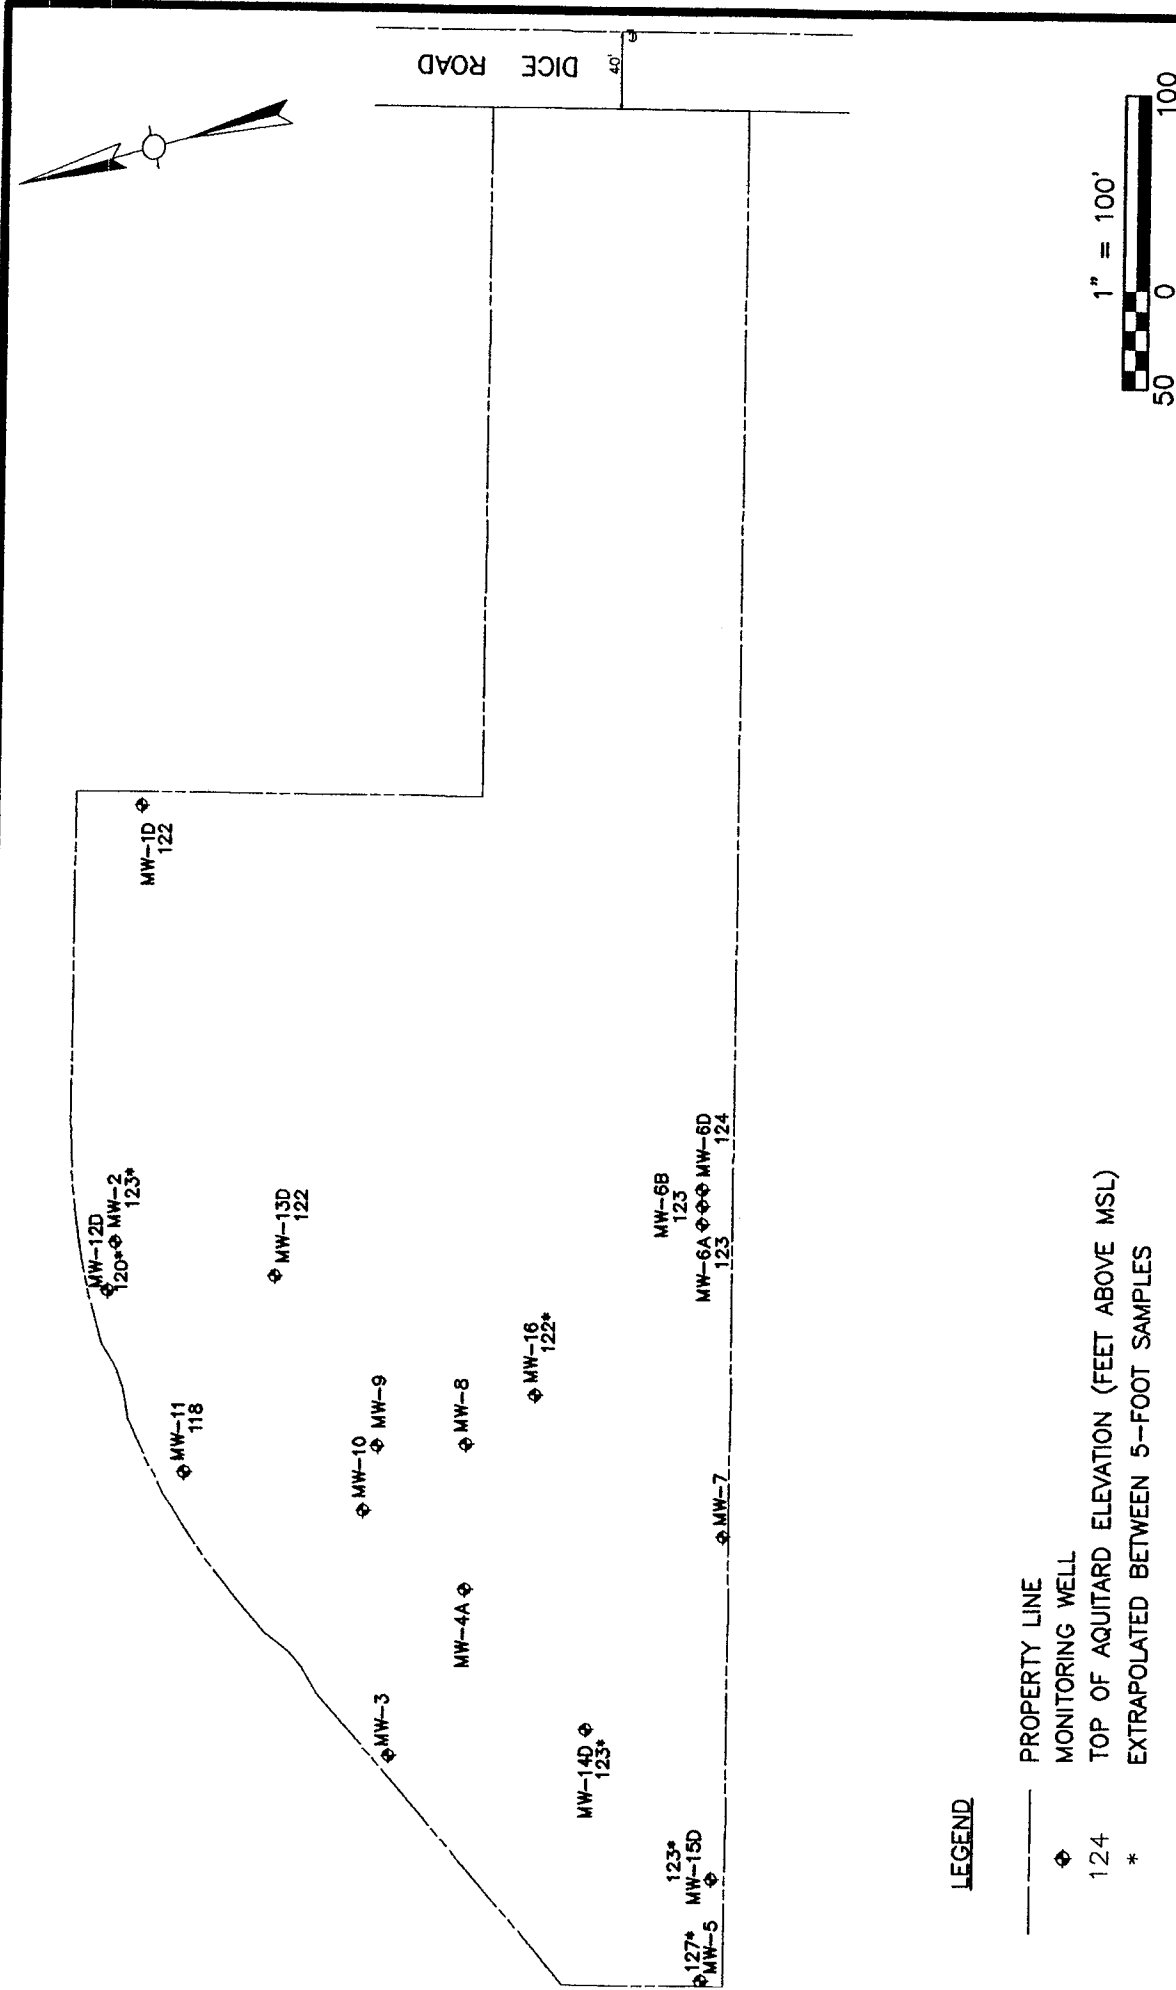 DICE ROAD
40'
MW-1D
122
MW-12D
120*
MW-2
123*
MW-13D
122
MW-11
118
MW-10
MW-9
MW-8
MW-16
122*
MW-6B
123
MW-6A
123
MW-6D
124
MW-7
MW-4A
MW-3
MW-14D
123*
123*
MW-15D
127*
MW-5
1" = 100'
50 0 100
LEGEND
PROPERTY LINE
MONITORING WELL
124 TOP OF AQUITARD ELEVATION (FEET ABOVE MSL)
* EXTRAPOLATED BETWEEN 5-FOOT SAMPLES